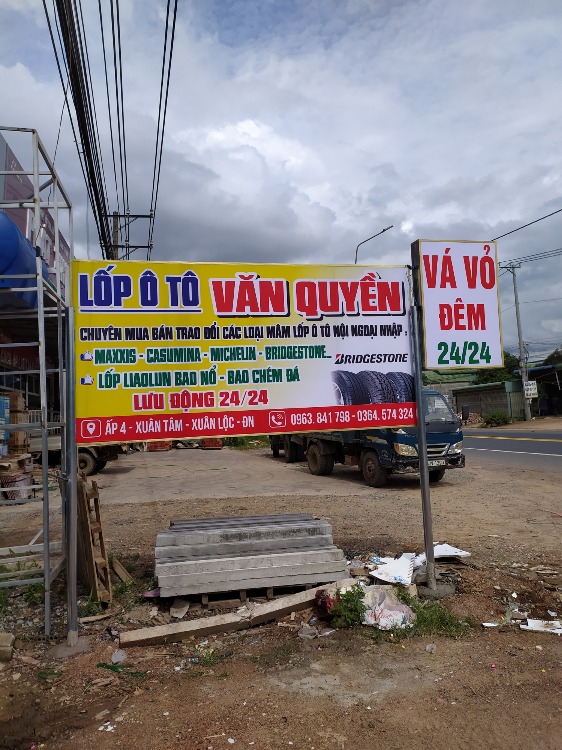 LỐP Ô TÔ VĂN QUYỀN
CHUYÊN MUA BÁN TRAO ĐỔI CÁC LOẠI MÂM LỐP Ô TÔ NỘI NGOẠI NHẬP :
MAXXIS - CASUMINA - MICHELIN - BRIDGESTONE...
LỐP LIAOLUN BAO NỔ - BAO CHÉM ĐÁ
LƯU ĐỘNG 24/24
BRIDGESTONE
ẤP 4 - XUÂN TÂM - XUÂN LỘC - ĐN
0963. 841 798 - 0364. 574 324
VÁ VỎ
ĐÊM
24/24